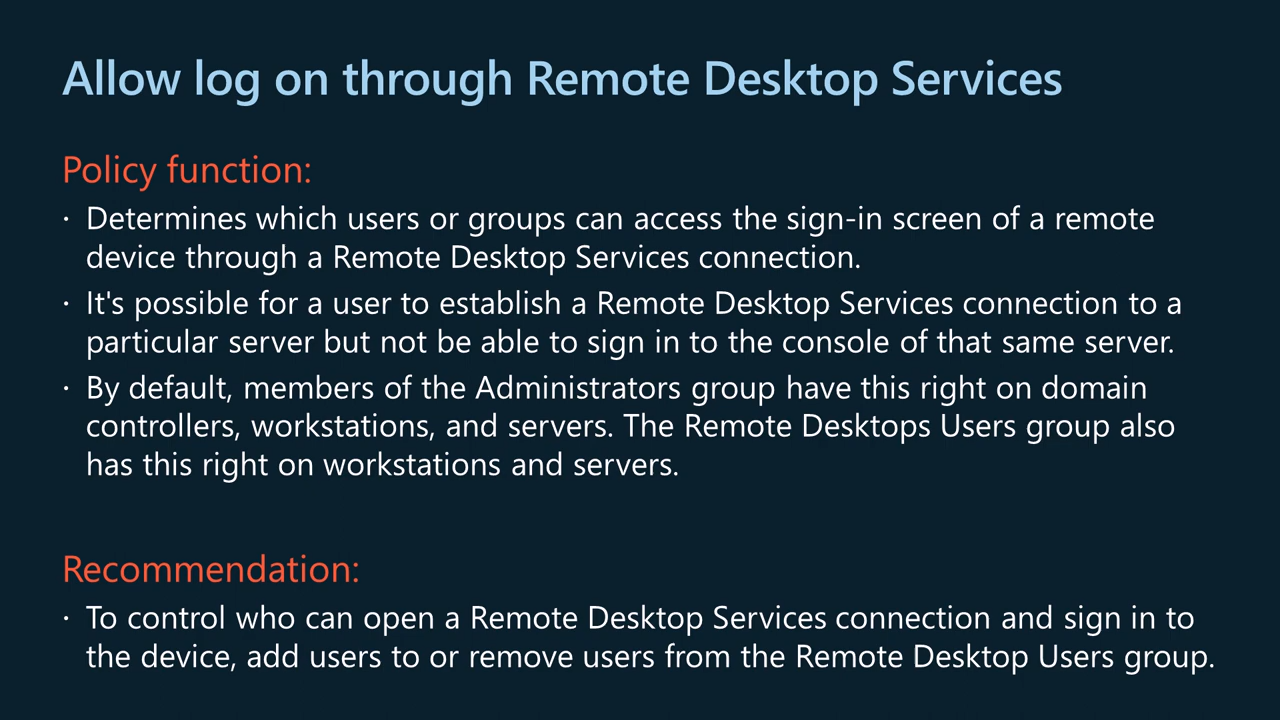 Allow log on through Remote Desktop Services
Policy function:
· Determines which users or groups can access the sign-in screen of a remote
device through a Remote Desktop Services connection.
· It's possible for a user to establish a Remote Desktop Services connection to a
particular server but not be able to sign in to the console of that same server.
· By default, members of the Administrators group have this right on domain
controllers, workstations, and servers. The Remote Desktops Users group also
has this right on workstations and servers.
Recommendation:
· To control who can open a Remote Desktop Services connection and sign in to
the device, add users to or remove users from the Remote Desktop Users group.